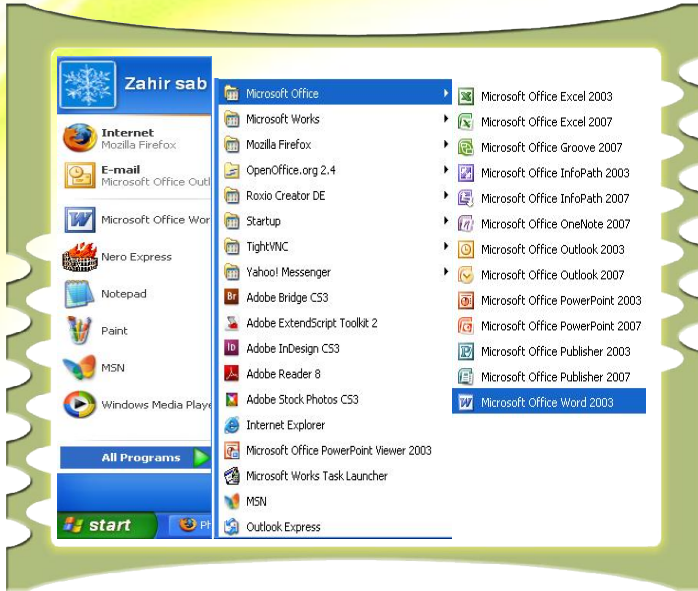 Zahir sab
Internet
Mozilla Firefox
E-mail
Microsoft Office Outl
Microsoft Office Wor
Nero Express
Notepad
Paint
MSN
Windows Media Playe
All Programs
start
Ph
Microsoft Office
Microsoft Works
Mozilla Firefox
OpenOffice.org 2.4
Roxio Creator DE
Startup
TightVNC
Yahoo! Messenger
Adobe Bridge CS3
Adobe ExtendScript Toolkit 2
Adobe InDesign CS3
Adobe Reader 8
Adobe Stock Photos CS3
Internet Explorer
Microsoft Office PowerPoint Viewer 2003
Microsoft Works Task Launcher
MSN
Outlook Express
Microsoft Office Excel 2003
Microsoft Office Excel 2007
Microsoft Office Groove 2007
Microsoft Office InfoPath 2003
Microsoft Office InfoPath 2007
Microsoft Office OneNote 2007
Microsoft Office Outlook 2003
Microsoft Office Outlook 2007
Microsoft Office PowerPoint 2003
Microsoft Office PowerPoint 2007
Microsoft Office Publisher 2003
Microsoft Office Publisher 2007
Microsoft Office Word 2003